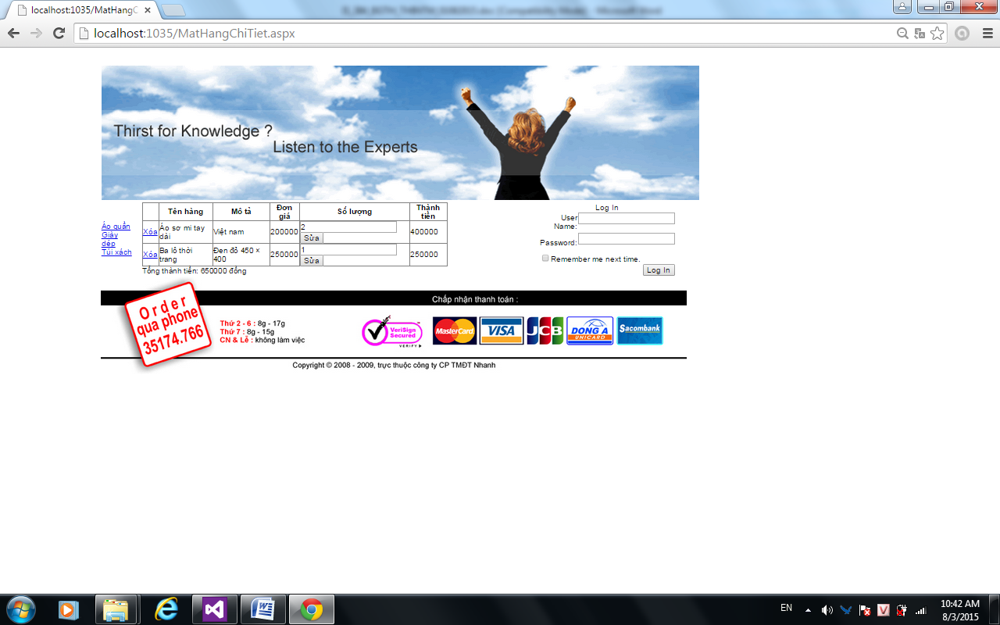 localhost:1035/MatHangC
localhost:1035/MatHangChiTiet.aspx
Thirst for Knowledge ?
Listen to the Experts
Áo quần
Giày
dép
Túi xách
Tên hàng Mô tả Đơn giá Số lượng Thành tiền
Xóa Áo sơ mi tay dài Việt nam 200000 2 Sửa 400000
Xóa Ba lô thời trang Đen đỏ 450 × 400 250000 1 Sửa 250000
Tổng thành tiền: 650000 đồng
Log In
User
Name:
Password:
Remember me next time.
Log In
Chấp nhận thanh toán :
Order
qua phone
35174.766
Thứ 2 - 6 : 8g - 17g
Thứ 7 : 8g - 15g
CN & Lễ : không làm việc
VeriSign
Secured
VERIFY
MasterCard
VISA
JCB
DONG A
UNICARD
Sacombank
Copyright © 2008 - 2009, trực thuộc công ty CP TMĐT Nhanh
EN
10:42 AM
8/3/2015